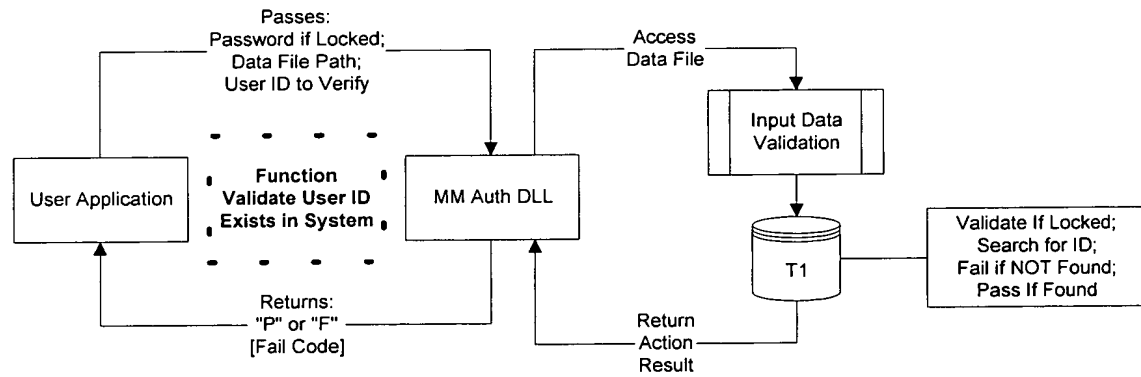 Passes:
Password if Locked;
Data File Path;
User ID to Verify
Access
Data File
Input Data
Validation
User Application
Function
Validate User ID
Exists in System
MM Auth DLL
T1
Validate If Locked;
Search for ID;
Fail if NOT Found;
Pass If Found
Returns:
"P" or "F"
[Fail Code]
Return
Action
Result